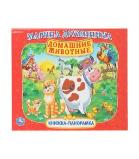 МАРИНА ДРУЖИНИНА
ДОМАШНИЕ
ЖИВОТНЫЕ
КНИЖКА-ПАНОРАМКА